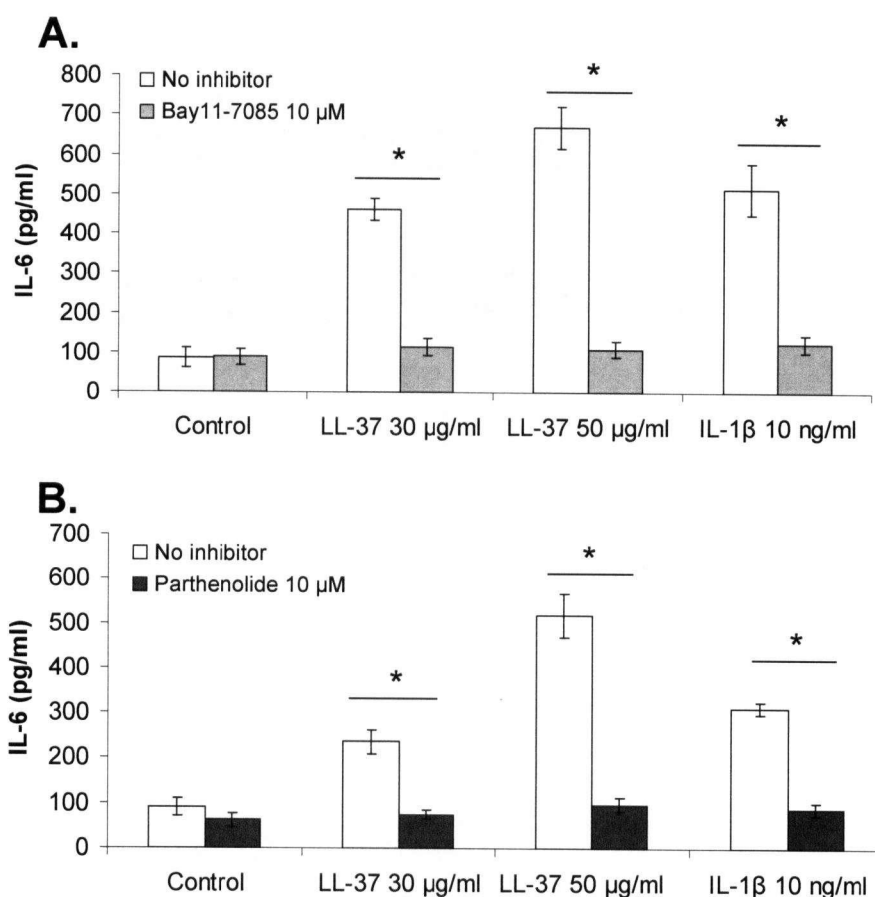 A.
800
700
600
500
400
300
200
100
0
IL-6 (pg/ml)
No inhibitor
Bay11-7085 10 µM
*
*
*
Control
LL-37 30 µg/ml
LL-37 50 µg/ml
IL-1β 10 ng/ml
B.
700
600
500
400
300
200
100
0
IL-6 (pg/ml)
No inhibitor
Parthenolide 10 µM
*
*
*
Control
LL-37 30 µg/ml
LL-37 50 µg/ml
IL-1β 10 ng/ml